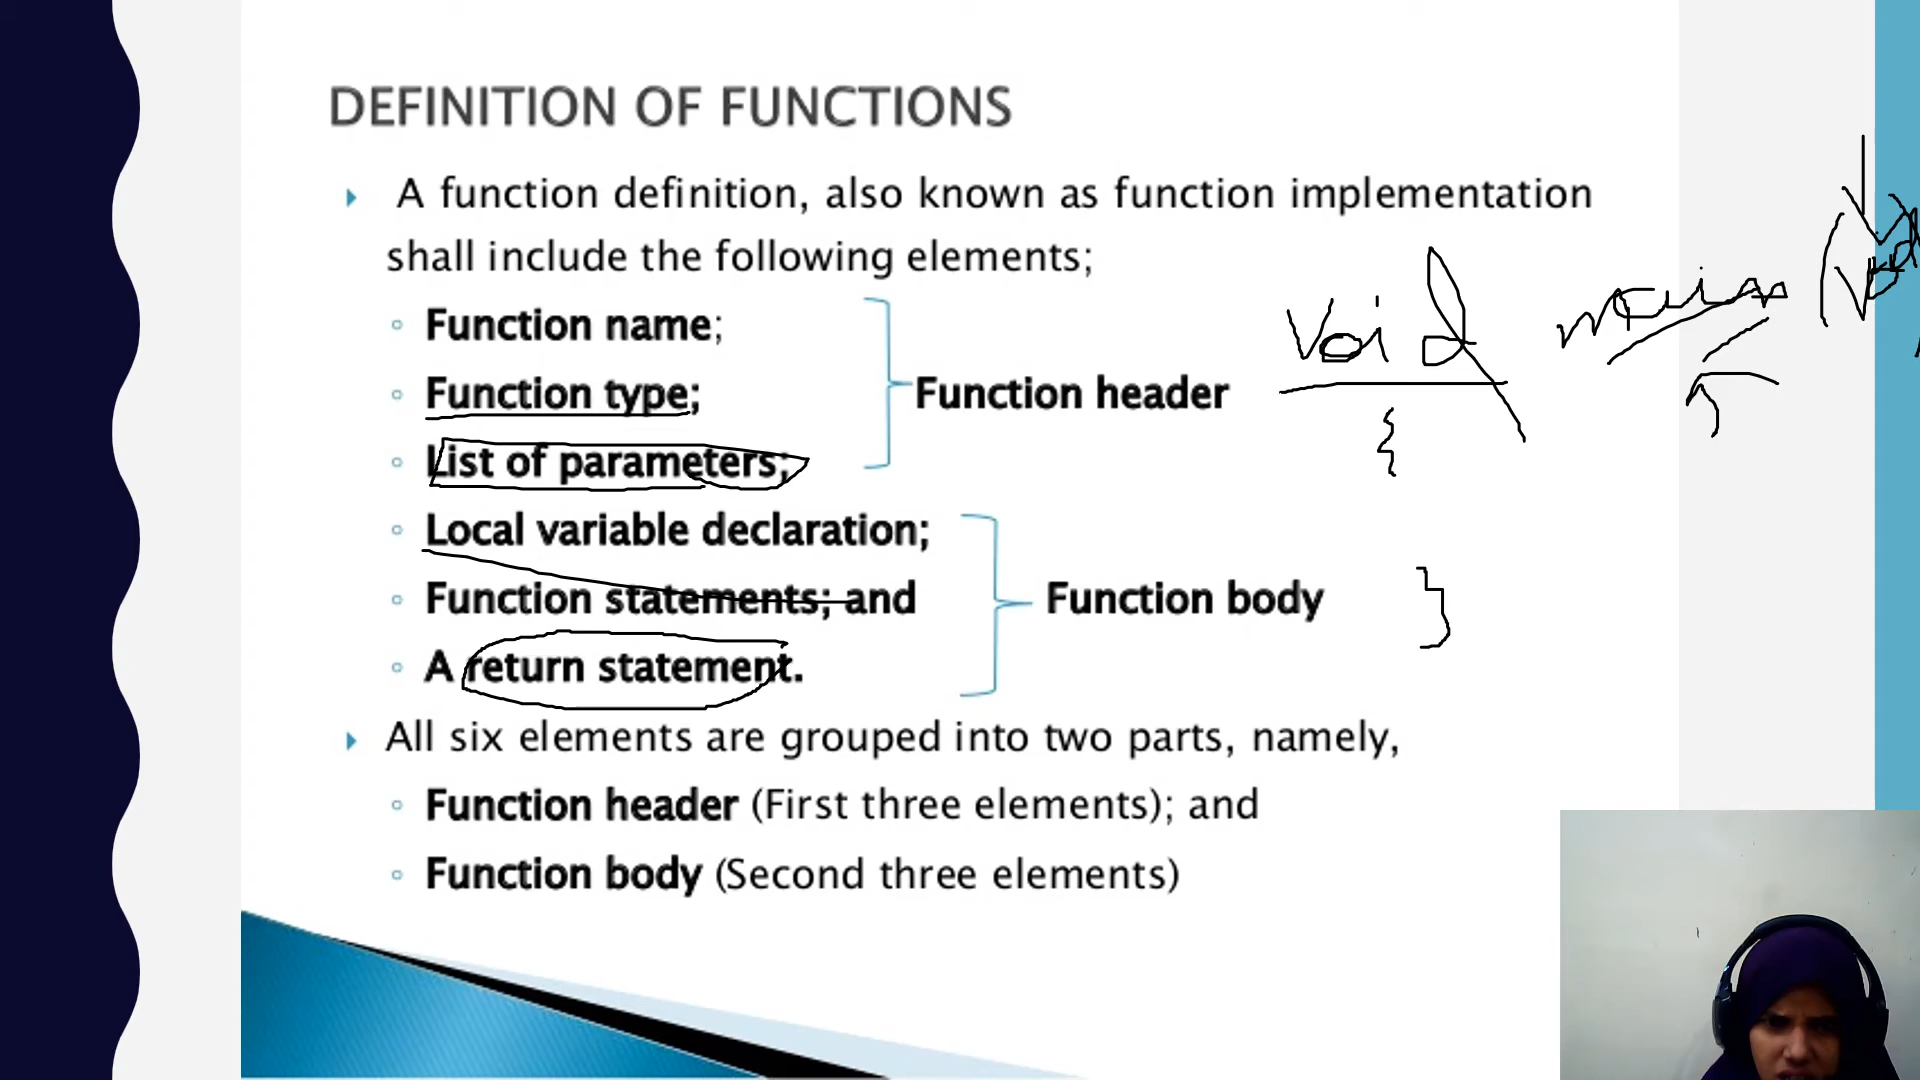 DEFINITION OF FUNCTIONS
A function definition, also known as function implementation
shall include the following elements;
Function name;
Function type;
List of parameters;
Function header
void main (void
{
Local variable declaration;
Function statements; and
A return statement.
Function body
}
All six elements are grouped into two parts, namely,
Function header (First three elements); and
Function body (Second three elements)